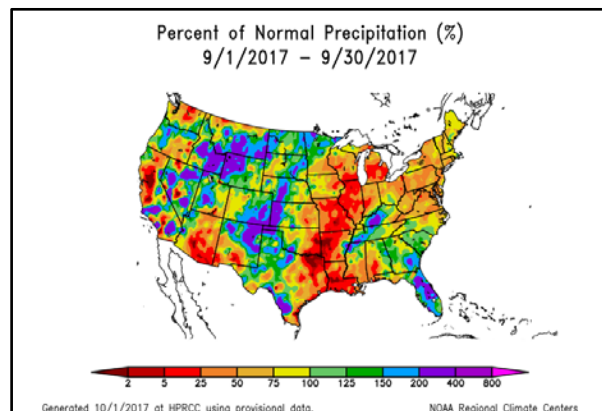 Percent of Normal Precipitation (%)
9/1/2017 – 9/30/2017
2 5 25 50 75 100 125 150 200 400 800
Generated 10/1/2017 at HPRCC using provisional data. NOAA Regional Climate Centers